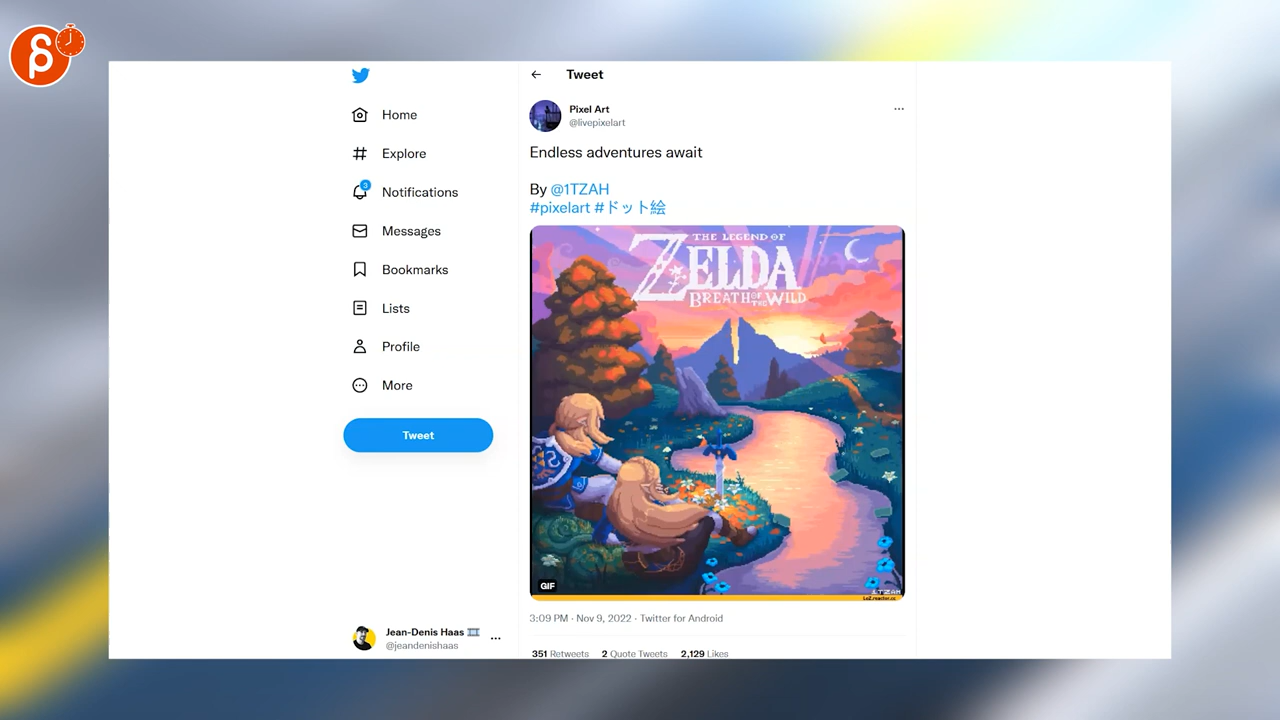 Home
Explore
3
Notifications
Messages
Bookmarks
Lists
Profile
More
Tweet
Jean-Denis Haas
@jeandenishaas
Tweet
Pixel Art
@livepixelart
Endless adventures await
By @1TZAH
#pixelart #ドット絵
THE LEGEND OF
ZELDA
BREATH OF THE WILD
GIF
1TZAH
3:09 PM · Nov 9, 2022 · Twitter for Android
351 Retweets 2 Quote Tweets 2,129 Likes